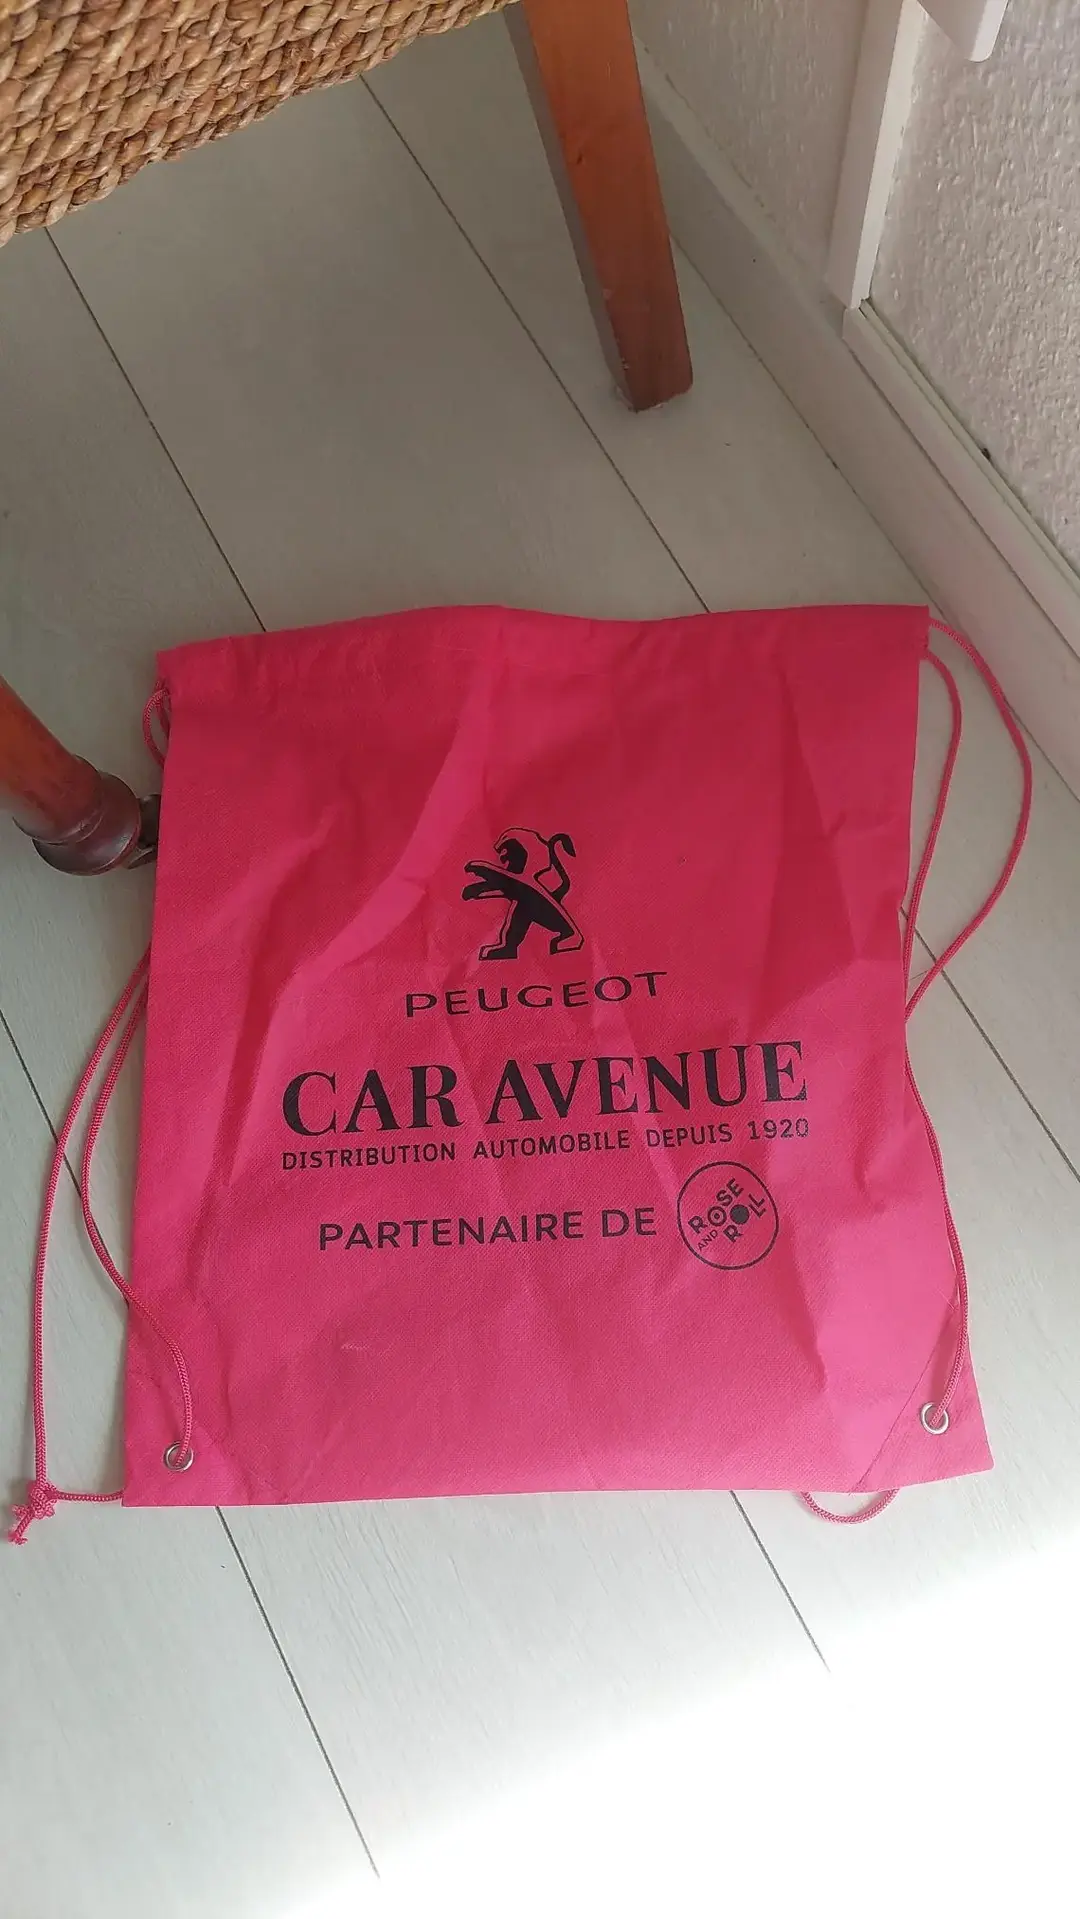 PEUGEOT
CAR AVENUE
DISTRIBUTION AUTOMOBILE DEPUIS 1920
PARTENAIRE DE
ROSE
AND ROLL